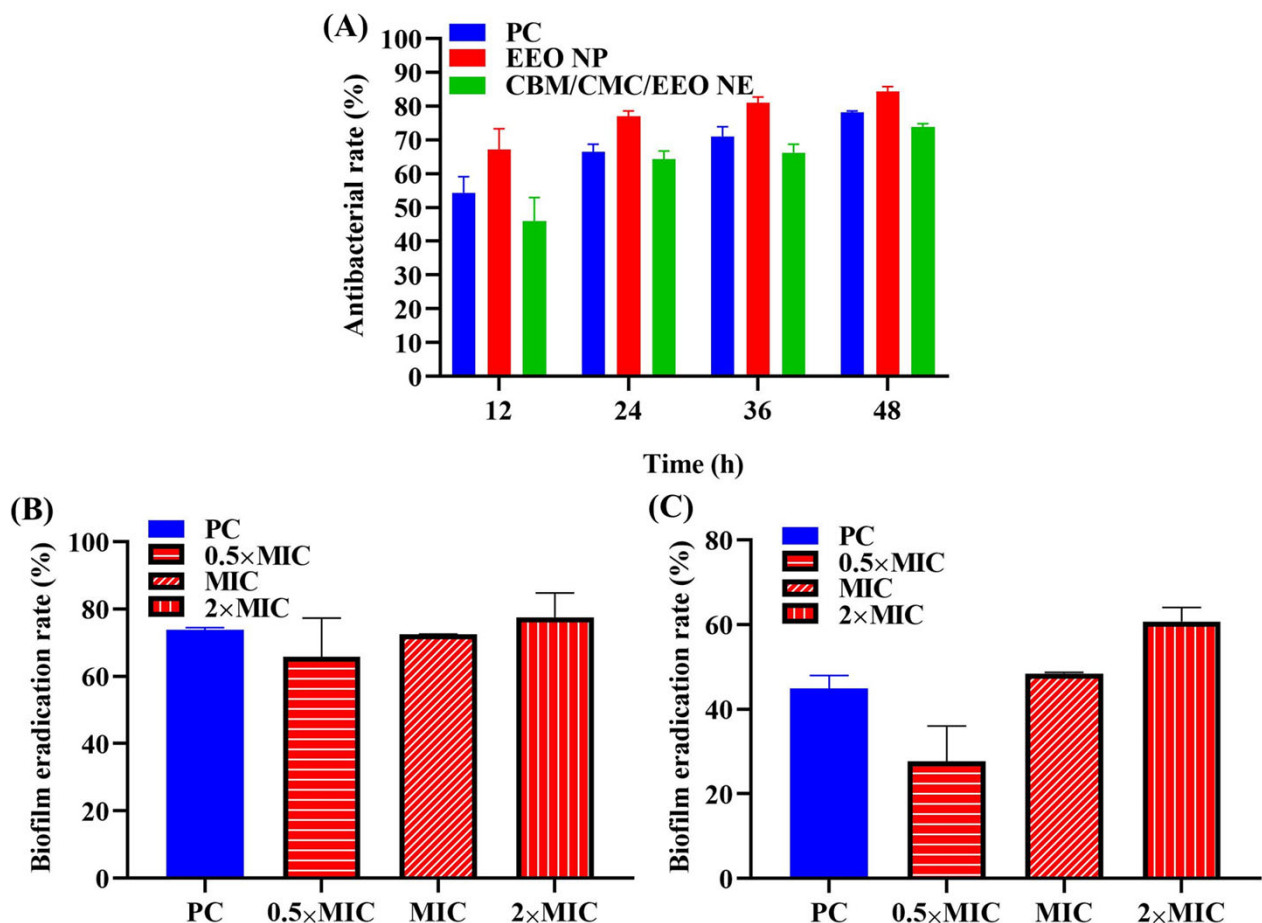 (A)
PC
EEO NP
CBM/CMC/EEO NE
Antibacterial rate (%)
100
90
80
70
60
50
40
30
20
10
0
12 24 36 48
Time (h)
(B)
PC
0.5×MIC
MIC
2×MIC
Biofilm eradication rate (%)
100
80
60
40
20
0
PC 0.5×MIC MIC 2×MIC
(C)
PC
0.5×MIC
MIC
2×MIC
Biofilm eradication rate (%)
80
60
40
20
0
PC 0.5×MIC MIC 2×MIC